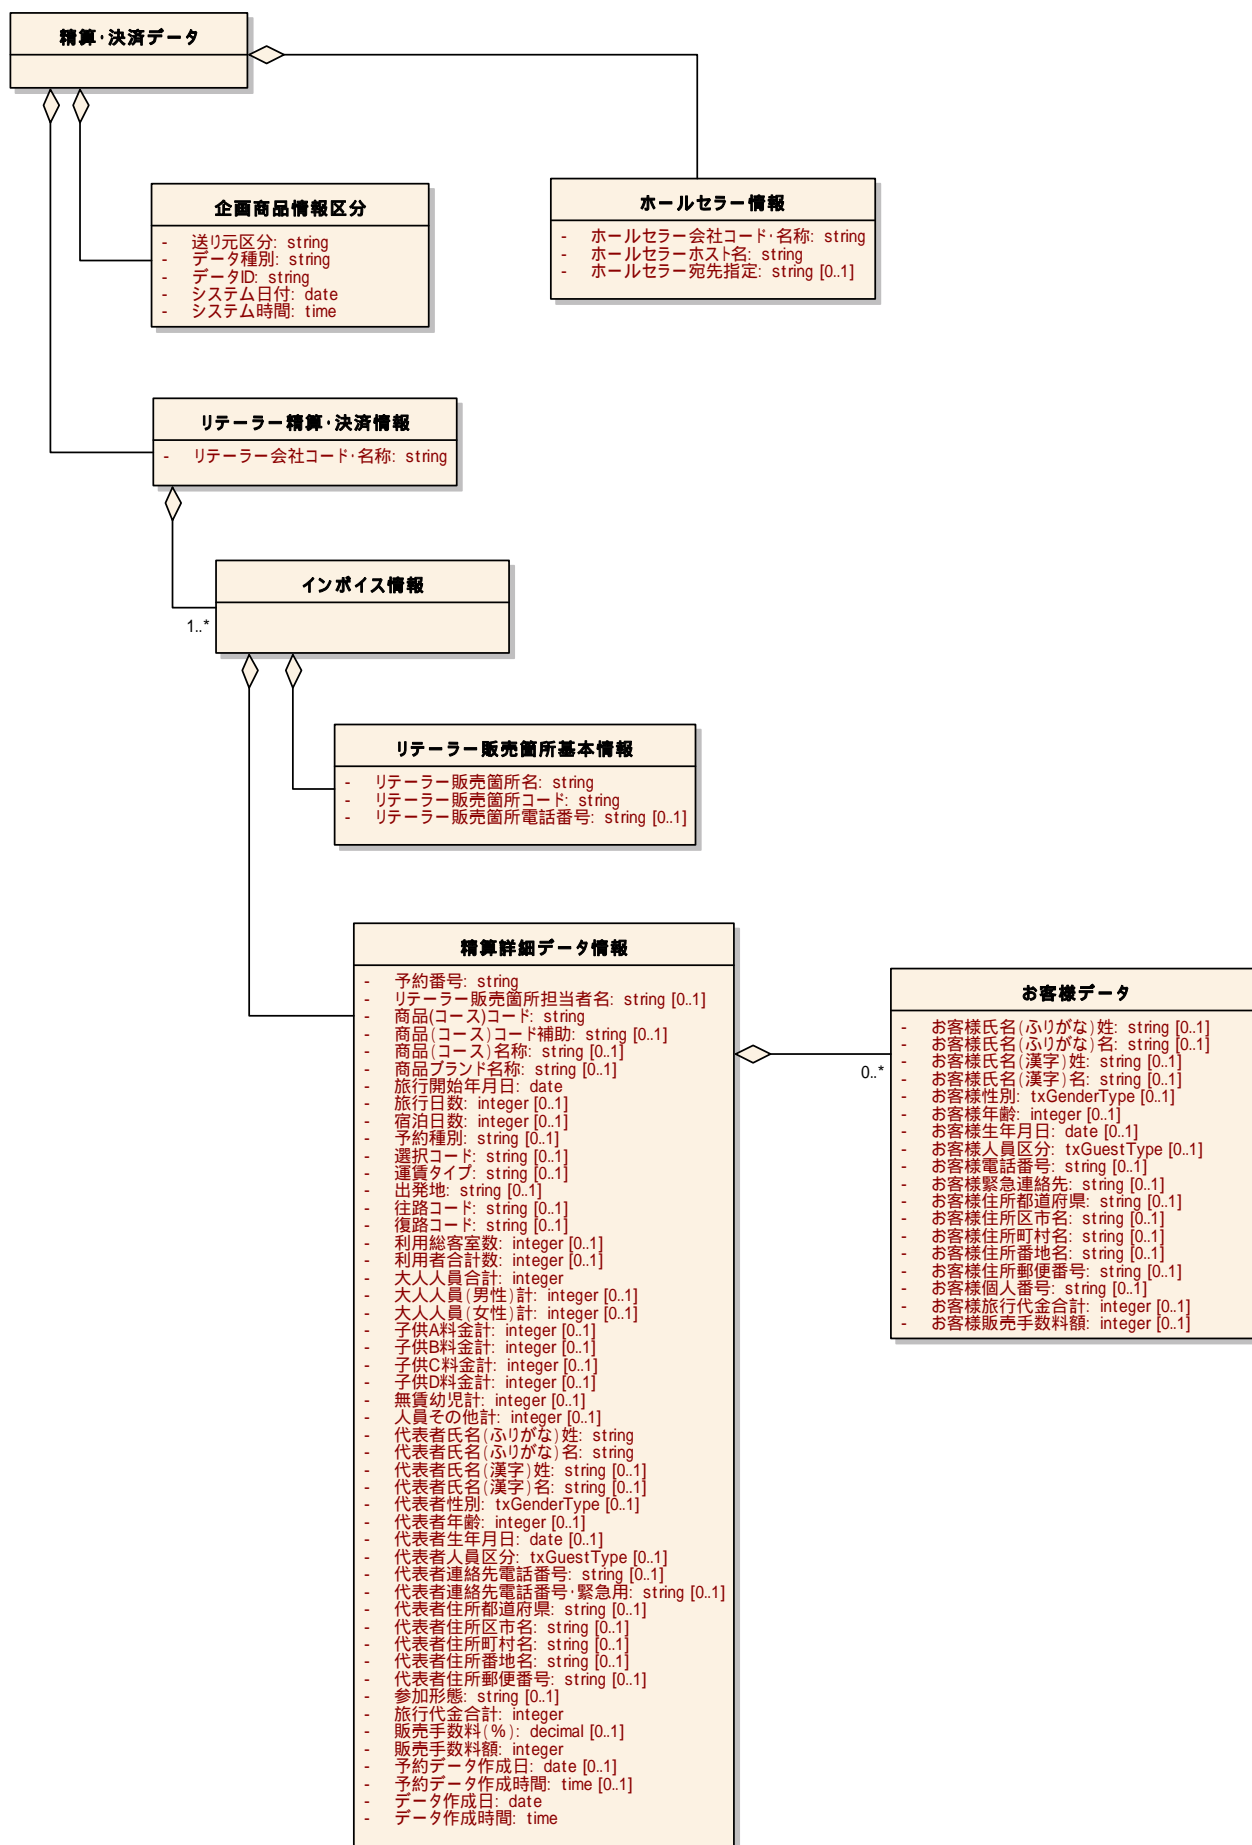 精算・決済データ
企画商品情報区分
- 送り元区分: string
- データ種別: string
- データID: string
- システム日付: date
- システム時間: time
ホールセラー情報
- ホールセラー会社コード・名称: string
- ホールセラーホスト名: string
- ホールセラー宛先指定: string [0..1]
リテーラー精算・決済情報
- リテーラー会社コード・名称: string
インボイス情報
1..*
リテーラー販売箇所基本情報
- リテーラー販売箇所名: string
- リテーラー販売箇所コード: string
- リテーラー販売箇所電話番号: string [0..1]
精算詳細データ情報
- 予約番号: string
- リテーラー販売箇所担当者名: string [0..1]
- 商品(コース)コード: string
- 商品(コース)コード補助: string [0..1]
- 商品(コース)名称: string [0..1]
- 商品ブランド名称: string [0..1]
- 旅行開始年月日: date
- 旅行日数: integer [0..1]
- 宿泊日数: integer [0..1]
- 予約種別: string [0..1]
- 選択コード: string [0..1]
- 運賃タイプ: string [0..1]
- 出発地: string [0..1]
- 往路コード: string [0..1]
- 復路コード: string [0..1]
- 利用総客室数: integer [0..1]
- 利用者合計数: integer [0..1]
- 大人人員合計: integer
- 大人人員(男性)計: integer [0..1]
- 大人人員(女性)計: integer [0..1]
- 子供A料金計: integer [0..1]
- 子供B料金計: integer [0..1]
- 子供C料金計: integer [0..1]
- 子供D料金計: integer [0..1]
- 無賃幼児計: integer [0..1]
- 人員その他計: integer [0..1]
- 代表者氏名(ふりがな)姓: string
- 代表者氏名(ふりがな)名: string
- 代表者氏名(漢字)姓: string [0..1]
- 代表者氏名(漢字)名: string [0..1]
- 代表者性別: txGenderType [0..1]
- 代表者年齢: integer [0..1]
- 代表者生年月日: date [0..1]
- 代表者人員区分: txGuestType [0..1]
- 代表者連絡先電話番号: string [0..1]
- 代表者連絡先電話番号・緊急用: string [0..1]
- 代表者住所都道府県: string [0..1]
- 代表者住所区市名: string [0..1]
- 代表者住所町村名: string [0..1]
- 代表者住所番地名: string [0..1]
- 代表者住所郵便番号: string [0..1]
- 参加形態: string [0..1]
- 旅行代金合計: integer
- 販売手数料(%): decimal [0..1]
- 販売手数料額: integer
- 予約データ作成日: date [0..1]
- 予約データ作成時間: time [0..1]
- データ作成日: date
- データ作成時間: time
0..*
お客様データ
- お客様氏名(ふりがな)姓: string [0..1]
- お客様氏名(ふりがな)名: string [0..1]
- お客様氏名(漢字)姓: string [0..1]
- お客様氏名(漢字)名: string [0..1]
- お客様性別: txGenderType [0..1]
- お客様年齢: integer [0..1]
- お客様生年月日: date [0..1]
- お客様人員区分: txGuestType [0..1]
- お客様電話番号: string [0..1]
- お客様緊急連絡先: string [0..1]
- お客様住所都道府県: string [0..1]
- お客様住所区市名: string [0..1]
- お客様住所町村名: string [0..1]
- お客様住所番地名: string [0..1]
- お客様住所郵便番号: string [0..1]
- お客様個人番号: string [0..1]
- お客様旅行代金合計: integer [0..1]
- お客様販売手数料額: integer [0..1]